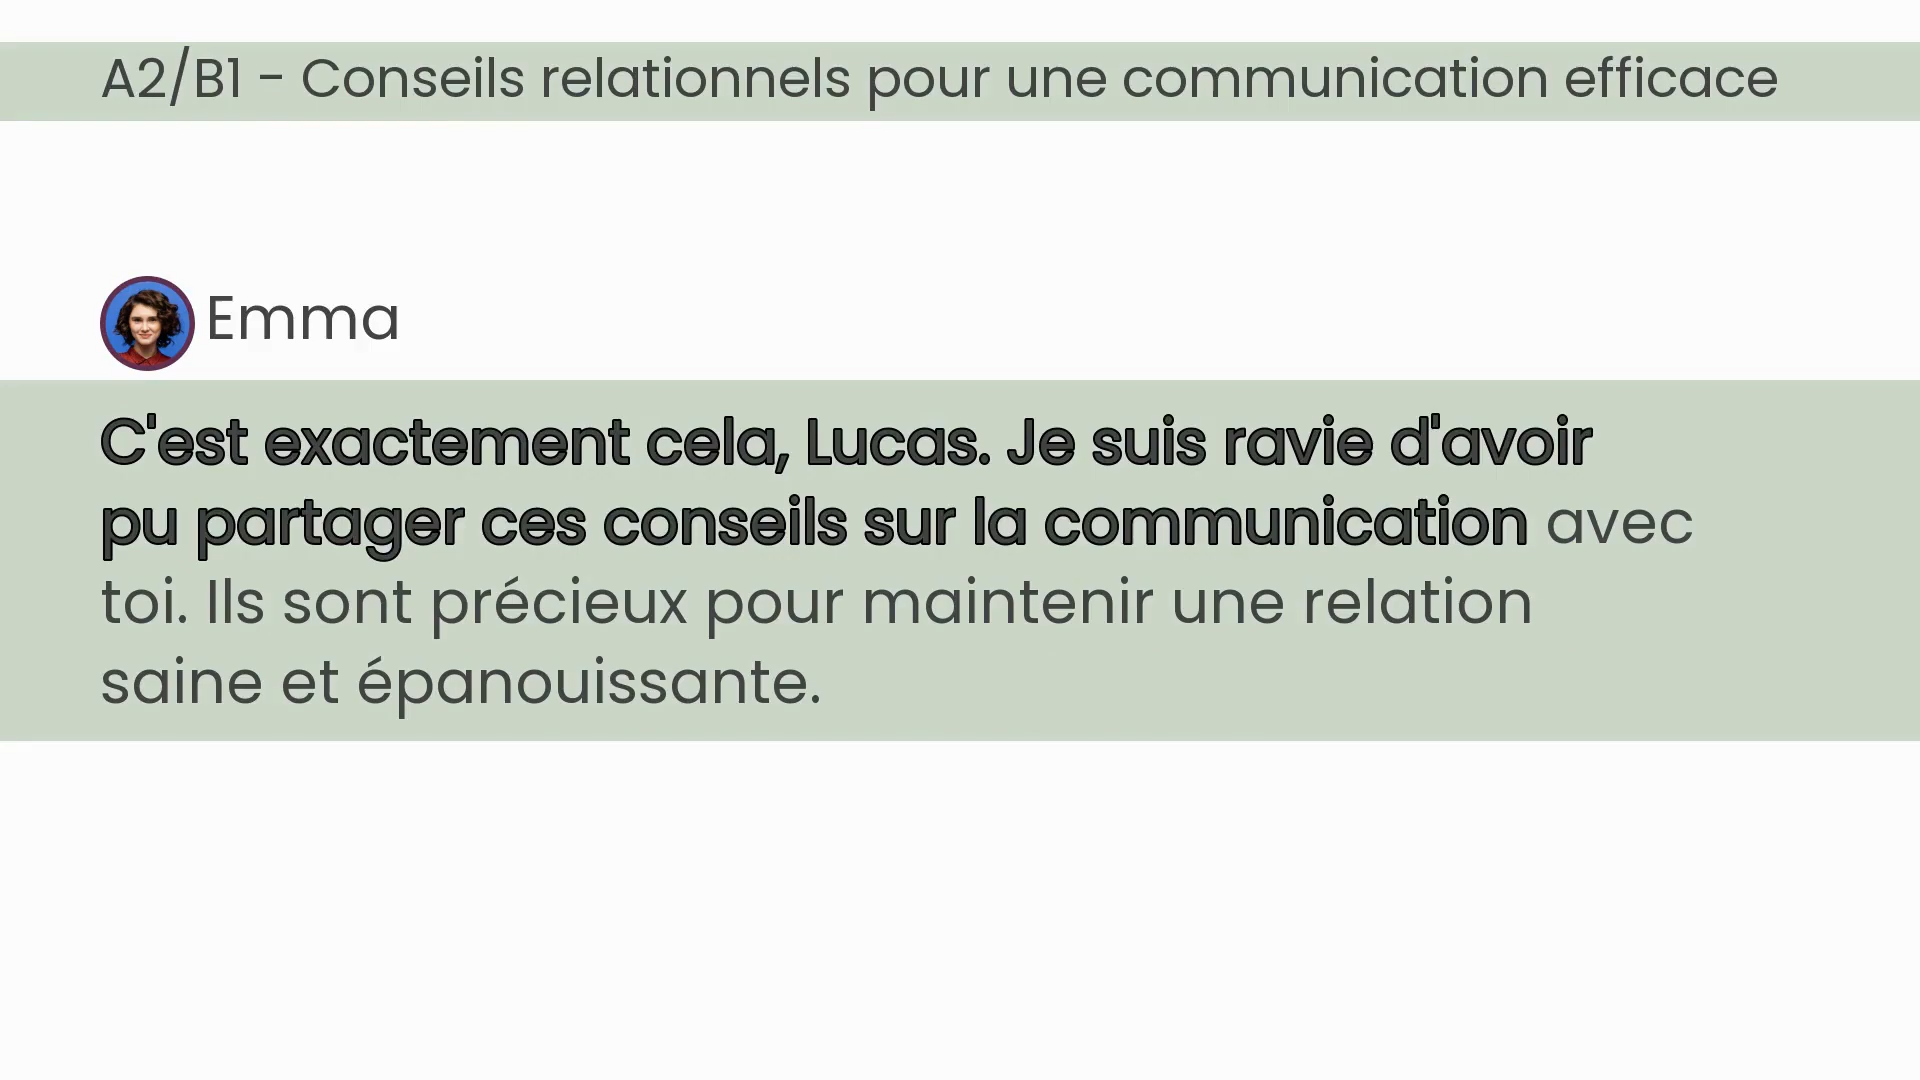 A2/B1 - Conseils relationnels pour une communication efficace
Emma
C'est exactement cela, Lucas. Je suis ravie d'avoir
pu partager ces conseils sur la communication avec
toi. Ils sont précieux pour maintenir une relation
saine et épanouissante.